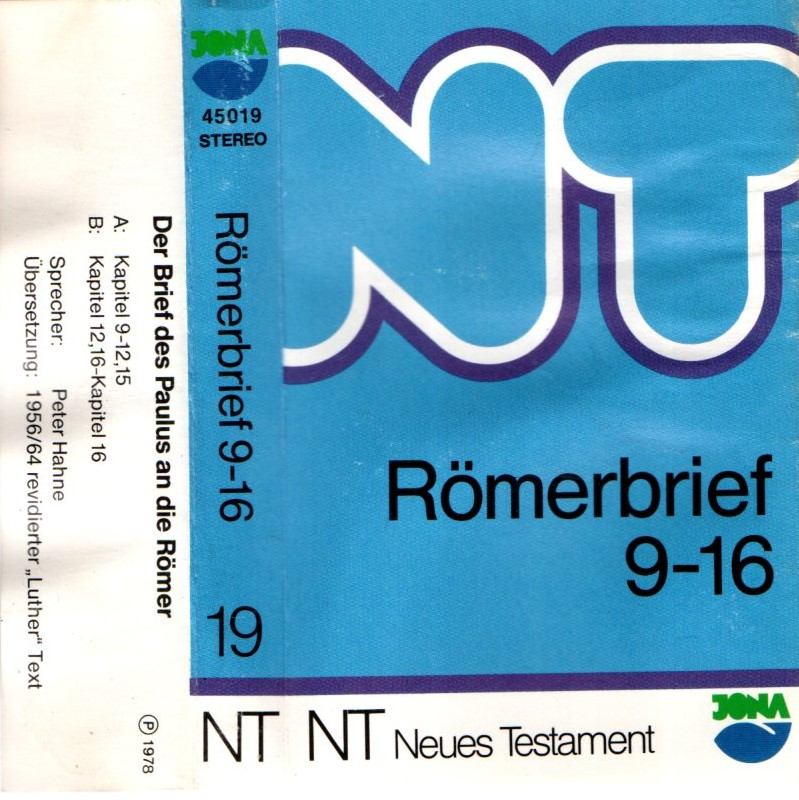 Der Brief des Paulus an die Römer
A: Kapitel 9-12,15
B: Kapitel 12,16-Kapitel 16
Sprecher: Peter Hahne
Übersetzung: 1956/64 revidierter „Luther“ Text
℗ 1978
JONA
45019
STEREO
Römerbrief 9-16
19
NT
NT
Römerbrief
9-16
NT Neues Testament
JONA